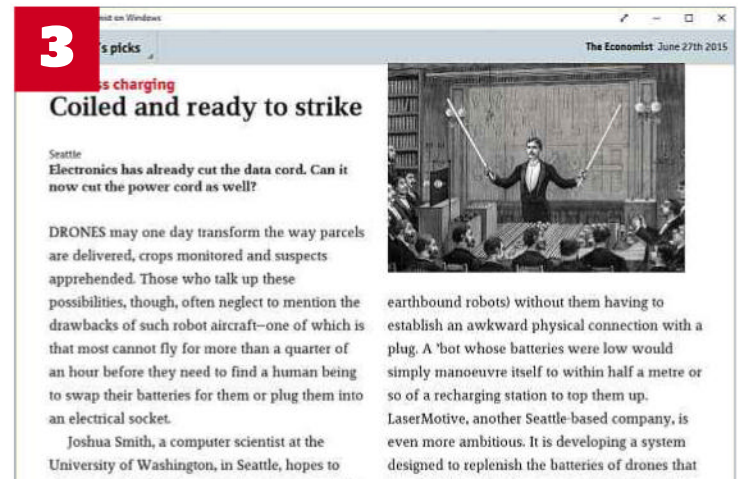 mist on Windows
3
's picks
The Economist June 27th 2015
ss charging
Coiled and ready to strike
Seattle
Electronics has already cut the data cord. Can it
now cut the power cord as well?
DRONES may one day transform the way parcels
are delivered, crops monitored and suspects
apprehended. Those who talk up these
possibilities, though, often neglect to mention the
drawbacks of such robot aircraft—one of which is
that most cannot fly for more than a quarter of
an hour before they need to find a human being
to swap their batteries for them or plug them into
an electrical socket.
Joshua Smith, a computer scientist at the
University of Washington, in Seattle, hopes to
earthbound robots) without them having to
establish an awkward physical connection with a
plug. A 'bot whose batteries were low would
simply manoeuvre itself to within half a metre or
so of a recharging station to top them up.
LaserMotive, another Seattle-based company, is
even more ambitious. It is developing a system
designed to replenish the batteries of drones that